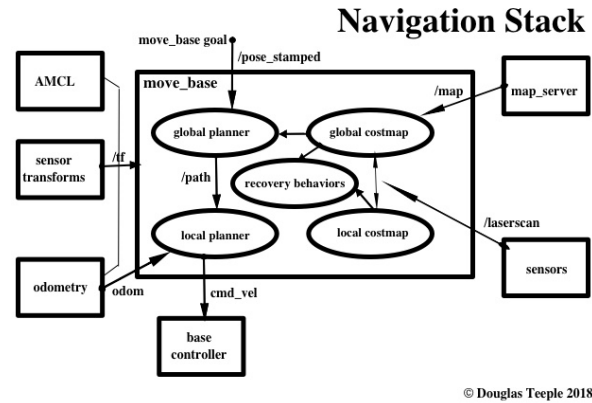 Navigation Stack
move_base goal
/pose_stamped
move_base
AMCL
/map
map_server
global planner
global costmap
sensor
transforms
/tf
/path
recovery behaviors
/laserscan
local planner
local costmap
odometry
odom
cmd_vel
sensors
base
controller
© Douglas Teeple 2018